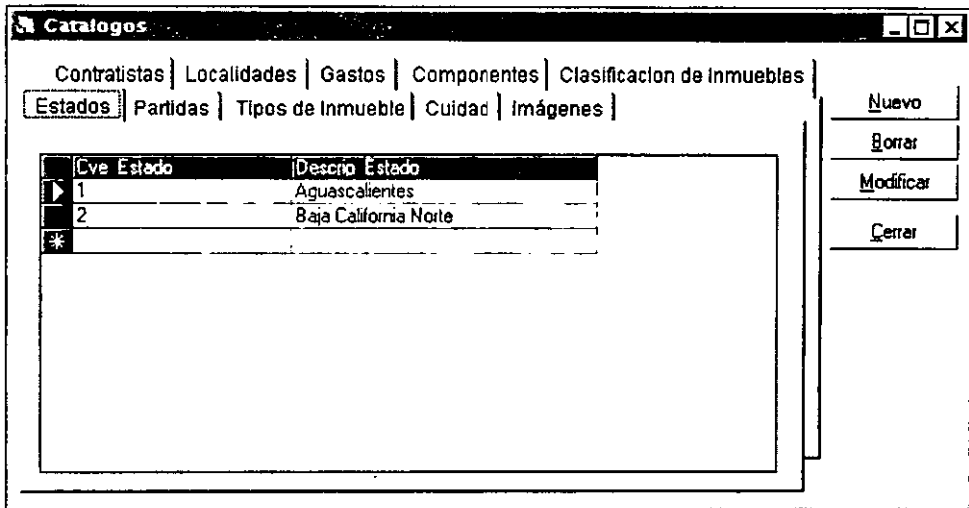 Catalogos
Contratistas Localidades Gastos Componentes Clasificacion de Inmuebles
Estados Partidas Tipos de Inmueble Cuidad Imágenes
Nuevo
Borrar
Modificar
Cerrar
Cve Estado Descrip Estado
1 Aguascalientes
2 Baja California Norte